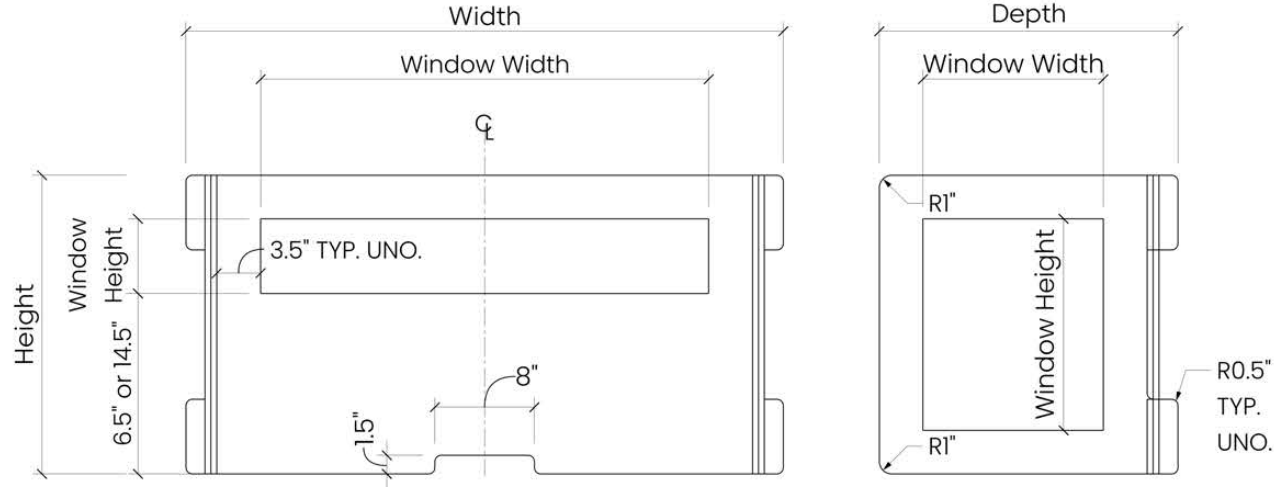 Width
Depth
Window Width
Window Width
℄
R1"
Window
Height
3.5" TYP. UNO.
Height
6.5" or 14.5"
Window Height
8"
1.5"
R0.5"
TYP.
UNO.
R1"